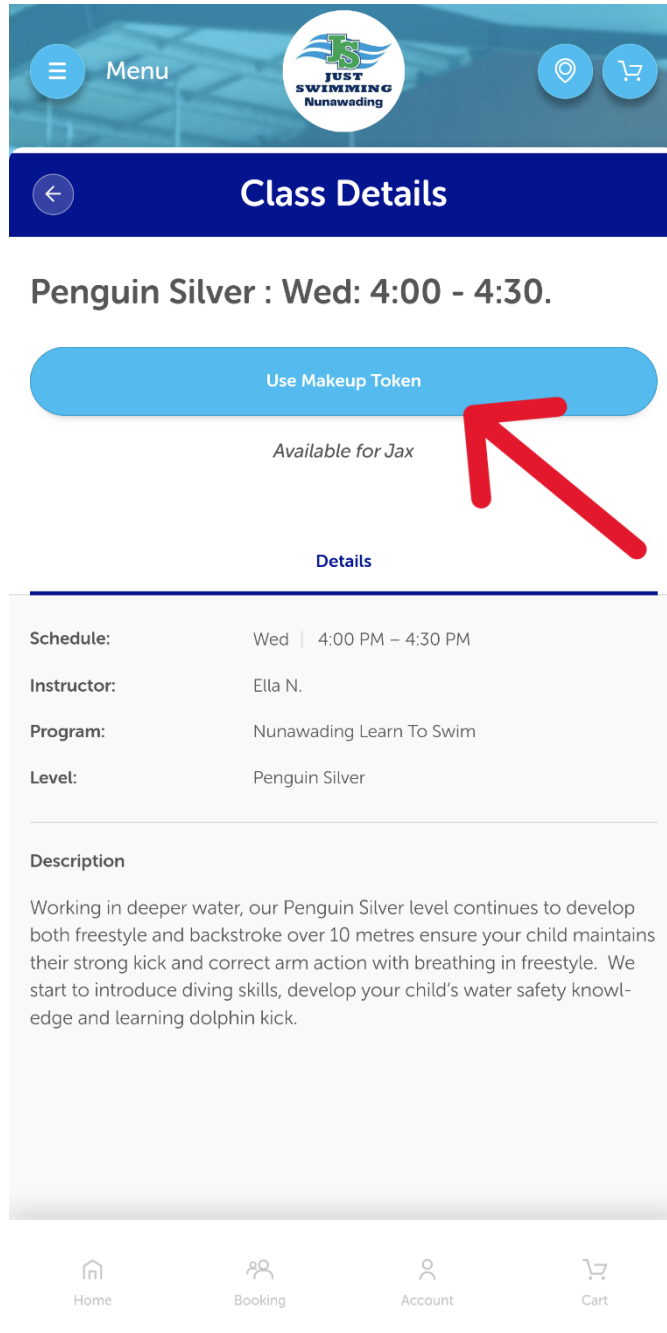 Menu
JS
JUST
SWIMMING
Nunawading
Class Details
Penguin Silver : Wed: 4:00 - 4:30.
Use Makeup Token
Available for Jax
Details
Schedule: Wed | 4:00 PM – 4:30 PM
Instructor: Ella N.
Program: Nunawading Learn To Swim
Level: Penguin Silver
Description
Working in deeper water, our Penguin Silver level continues to develop
both freestyle and backstroke over 10 metres ensure your child maintains
their strong kick and correct arm action with breathing in freestyle. We
start to introduce diving skills, develop your child's water safety knowl-
edge and learning dolphin kick.
Home Booking Account Cart